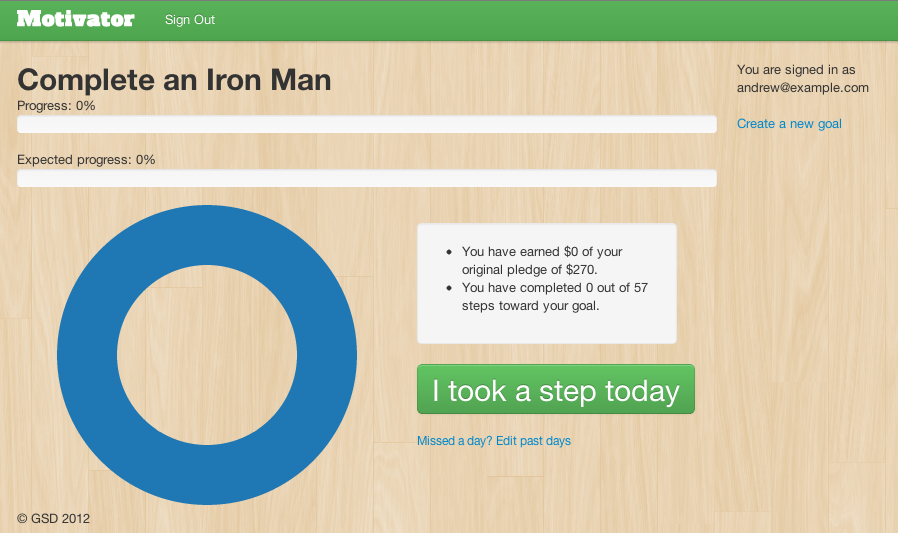 Motivator
Sign Out
Complete an Iron Man
Progress: 0%
Expected progress: 0%
You have earned $0 of your
original pledge of $270.
You have completed 0 out of 57
steps toward your goal.
I took a step today
Missed a day? Edit past days
You are signed in as
andrew@example.com
Create a new goal
© GSD 2012